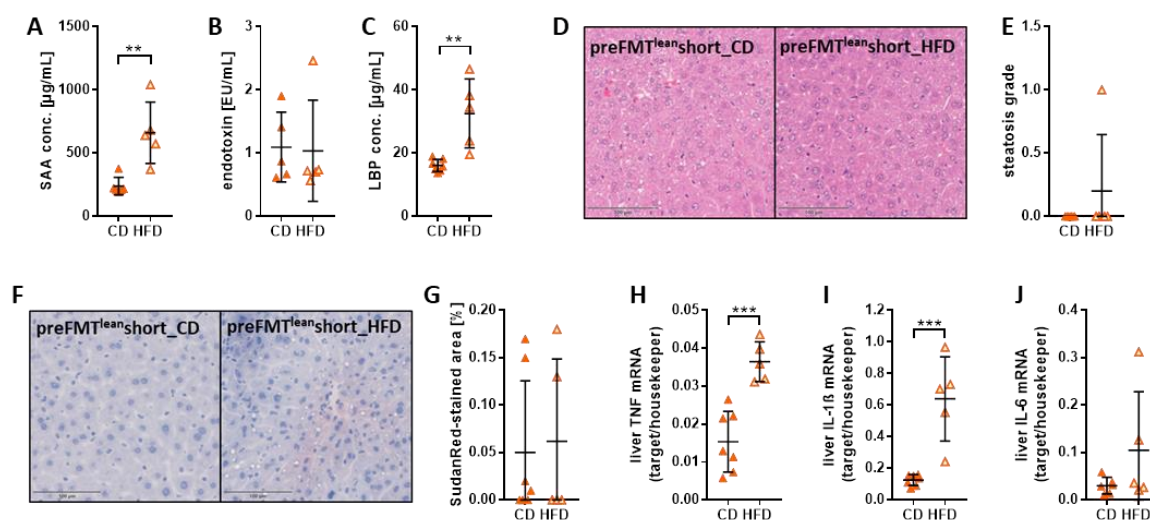 A
SAA conc. [µg/mL]
1500
1000
500
0
CD HFD
**
B
endotoxin [EU/mL]
3
2
1
0
CD HFD
C
LBP conc. [µg/mL]
60
40
20
0
CD HFD
**
D
preFMTˡᵉᵃⁿshort_CD
preFMTˡᵉᵃⁿshort_HFD
E
steatosis grade
1.5
1.0
0.5
0.0
CD HFD
F
preFMTˡᵉᵃⁿshort_CD
preFMTˡᵉᵃⁿshort_HFD
G
SudanRed-stained area [%]
0.20
0.15
0.10
0.05
0.00
CD HFD
H
liver TNF mRNA
(target/housekeeper)
0.05
0.04
0.03
0.02
0.01
0.00
CD HFD
***
I
liver IL-1ß mRNA
(target/housekeeper)
1.2
1.0
0.8
0.6
0.4
0.2
0.0
CD HFD
***
J
liver IL-6 mRNA
(target/housekeeper)
0.4
0.3
0.2
0.1
0.0
CD HFD